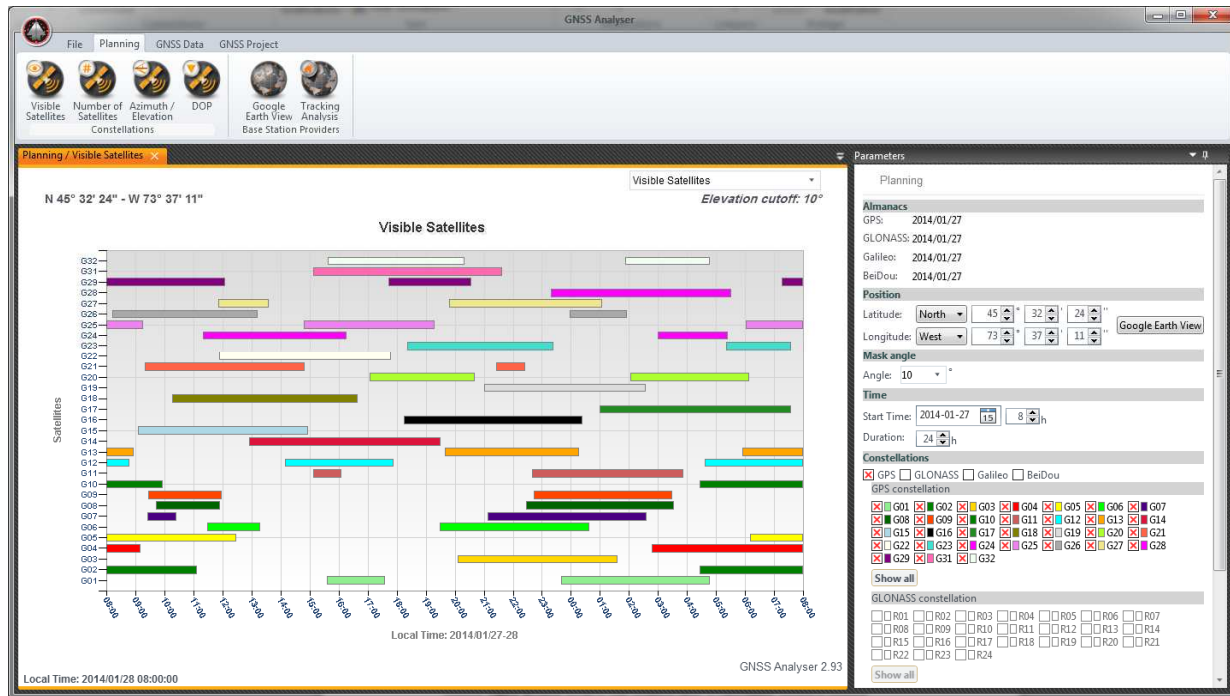 GNSS Analyser
File Planning GNSS Data GNSS Project
Visible Satellites
Number of Satellites
Azimuth / Elevation
DOP
Google Earth View
Tracking Analysis
Constellations
Base Station Providers
Planning / Visible Satellites
Visible Satellites
N 45° 32' 24" - W 73° 37' 11"
Elevation cutoff: 10°
Visible Satellites
Satellites
G32
G31
G29
G28
G27
G26
G25
G24
G23
G22
G21
G20
G19
G18
G17
G16
G15
G14
G13
G12
G11
G10
G09
G08
G07
G06
G05
G04
G03
G02
G01
08:00 09:00 10:00 11:00 12:00 13:00 14:00 15:00 16:00 17:00 18:00 19:00 20:00 21:00 22:00 23:00 00:00 01:00 02:00 03:00 04:00 05:00 06:00 07:00 08:00
Local Time: 2014/01/27-28
GNSS Analyser 2.93
Local Time: 2014/01/28 08:00:00
Parameters
Planning
Almanacs
GPS: 2014/01/27
GLONASS: 2014/01/27
Galileo: 2014/01/27
BeiDou: 2014/01/27
Position
Latitude: North 45 ° 32 ' 24 "
Longitude: West 73 ° 37 ' 11 "
Google Earth View
Mask angle
Angle: 10 °
Time
Start Time: 2014-01-27 15 8 h
Duration: 24 h
Constellations
GPS GLONASS Galileo BeiDou
GPS constellation
G01 G02 G03 G04 G05 G06 G07
G08 G09 G10 G11 G12 G13 G14
G15 G16 G17 G18 G19 G20 G21
G22 G23 G24 G25 G26 G27 G28
G29 G31 G32
Show all
GLONASS constellation
R01 R02 R03 R04 R05 R06 R07
R08 R09 R10 R11 R12 R13 R14
R15 R16 R17 R18 R19 R20 R21
R22 R23 R24
Show all